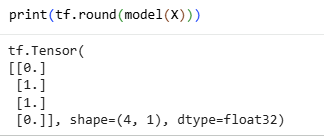 print(tf.round(model(X)))
tf.Tensor(
[[0.]
[1.]
[1.]
[0.]], shape=(4, 1), dtype=float32)